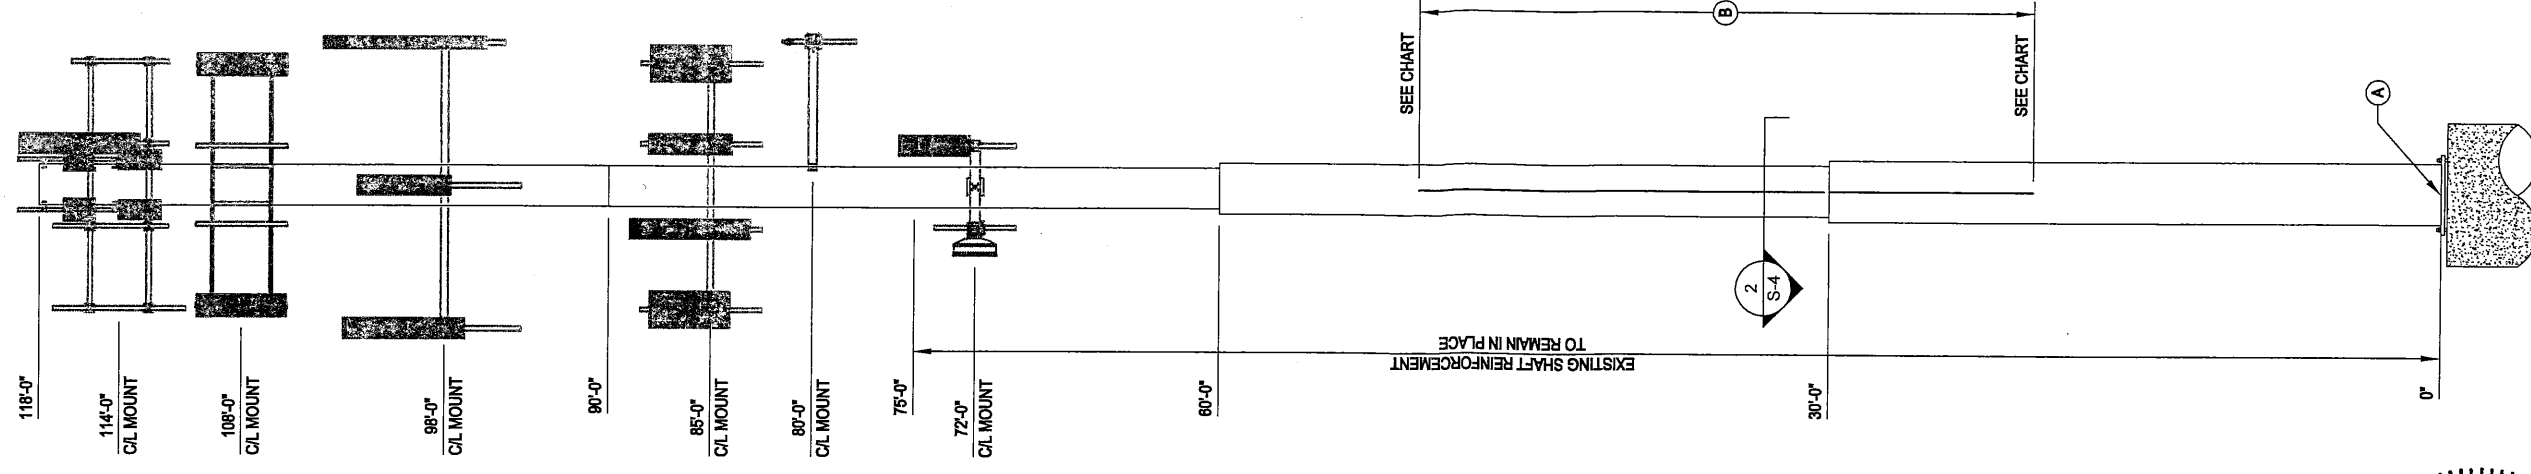 118'-0"
114'-0"
C/L MOUNT
108'-0"
C/L MOUNT
98'-0"
C/L MOUNT
90'-0"
85'-0"
C/L MOUNT
80'-0"
C/L MOUNT
75'-0"
72'-0"
C/L MOUNT
60'-0"
EXISTING SHAFT REINFORCEMENT
TO REMAIN IN PLACE
SEE CHART
B
2
S-4
30'-0"
SEE CHART
A
0"